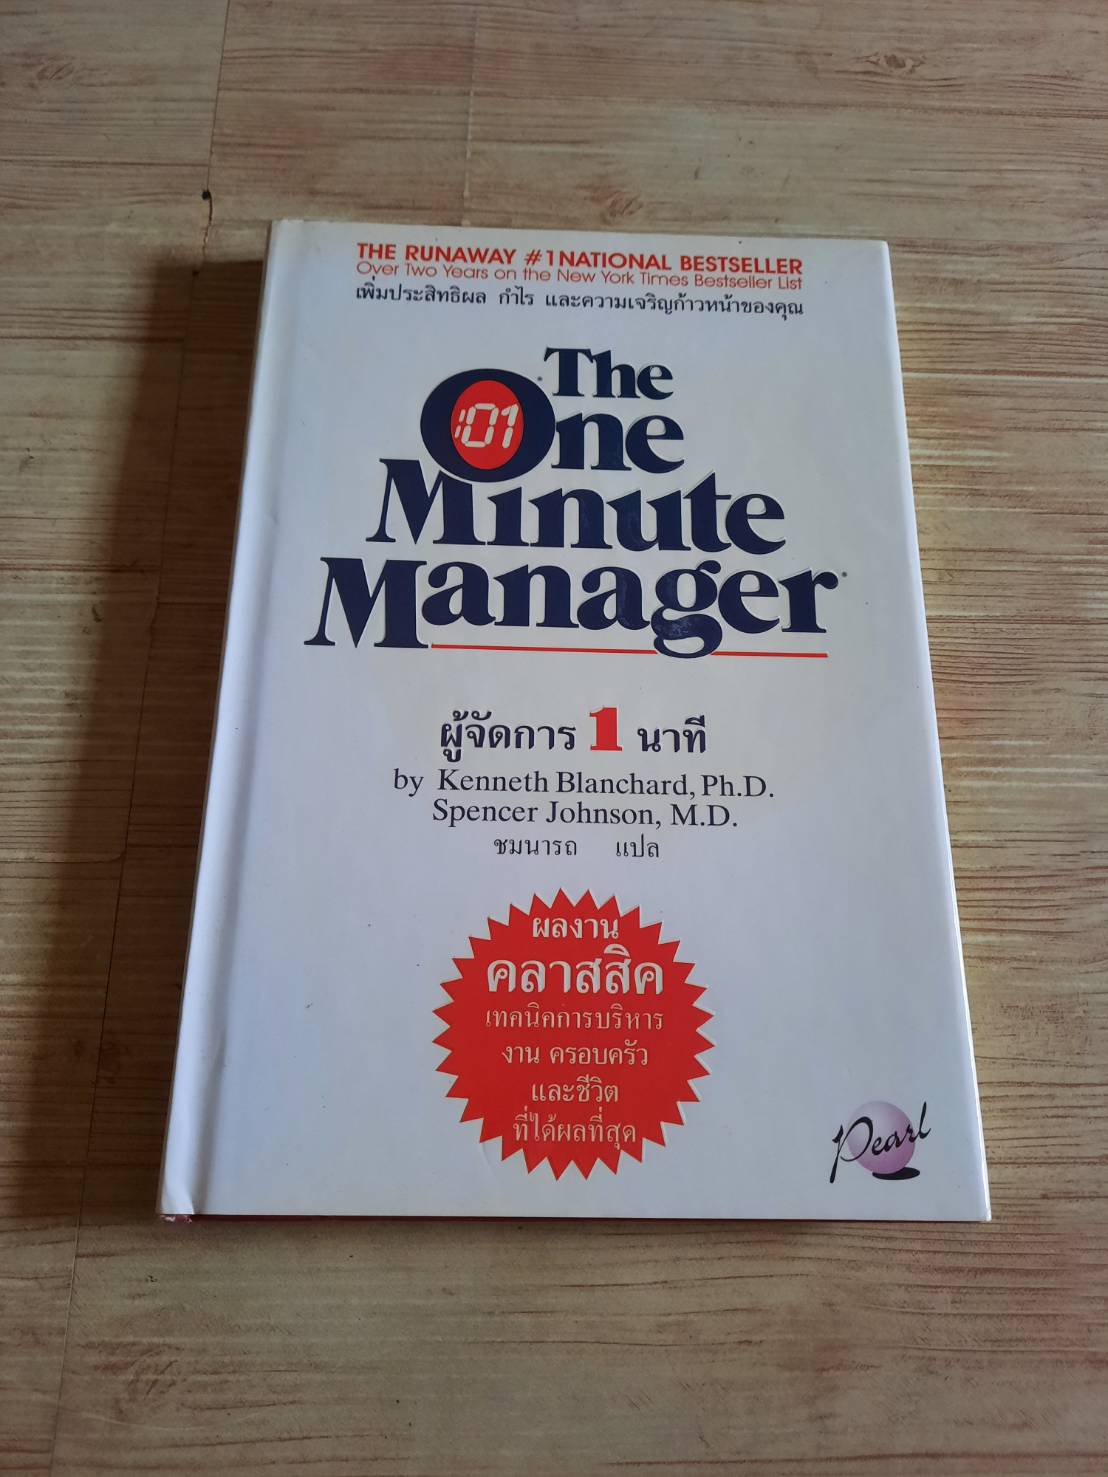 THE RUNAWAY #1 NATIONAL BESTSELLER
Over Two Years on the New York Times Bestseller List
เพิ่มประสิทธิผล กำไร และความเจริญก้าวหน้าของคุณ
The
:01
One
Minute
Manager
ผู้จัดการ 1 นาที
by Kenneth Blanchard, Ph.D.
Spencer Johnson, M.D.
ชมนารถ แปล
ผลงาน
คลาสสิค
เทคนิคการบริหาร
งาน ครอบครัว
และชีวิต
ที่ได้ผลที่สุด
Pearl